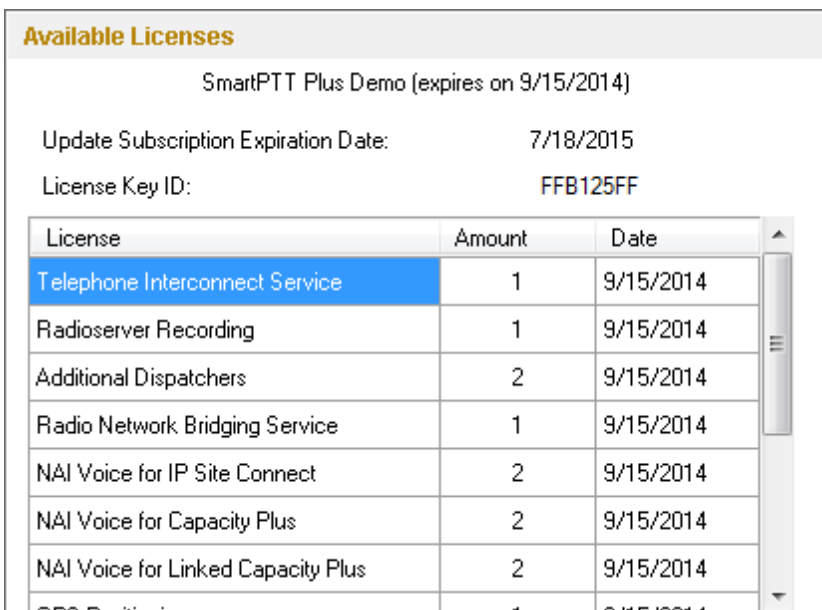 Available Licenses
SmartPTT Plus Demo (expires on 9/15/2014)
Update Subscription Expiration Date: 7/18/2015
License Key ID: FFB125FF
License Amount Date
Telephone Interconnect Service 1 9/15/2014
Radioserver Recording 1 9/15/2014
Additional Dispatchers 2 9/15/2014
Radio Network Bridging Service 1 9/15/2014
NAI Voice for IP Site Connect 2 9/15/2014
NAI Voice for Capacity Plus 2 9/15/2014
NAI Voice for Linked Capacity Plus 2 9/15/2014